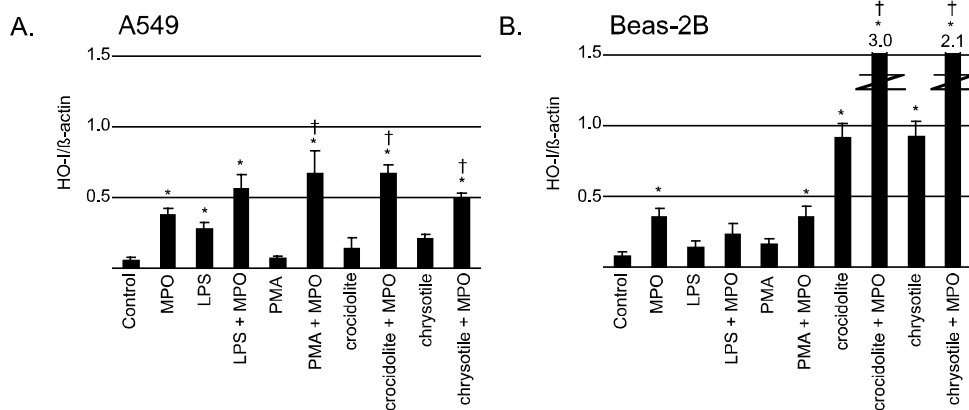 A.
A549
HO-I/ß-actin
1.5
1.0
0.5
*
*
*
†
*
†
*
†
*
Control
MPO
LPS
LPS + MPO
PMA
PMA + MPO
crocidolite
crocidolite + MPO
chrysotile
chrysotile + MPO
B.
Beas-2B
HO-I/ß-actin
1.5
1.0
0.5
*
*
*
†
*
3.0
*
†
*
2.1
Control
MPO
LPS
LPS + MPO
PMA
PMA + MPO
crocidolite
crocidolite + MPO
chrysotile
chrysotile + MPO